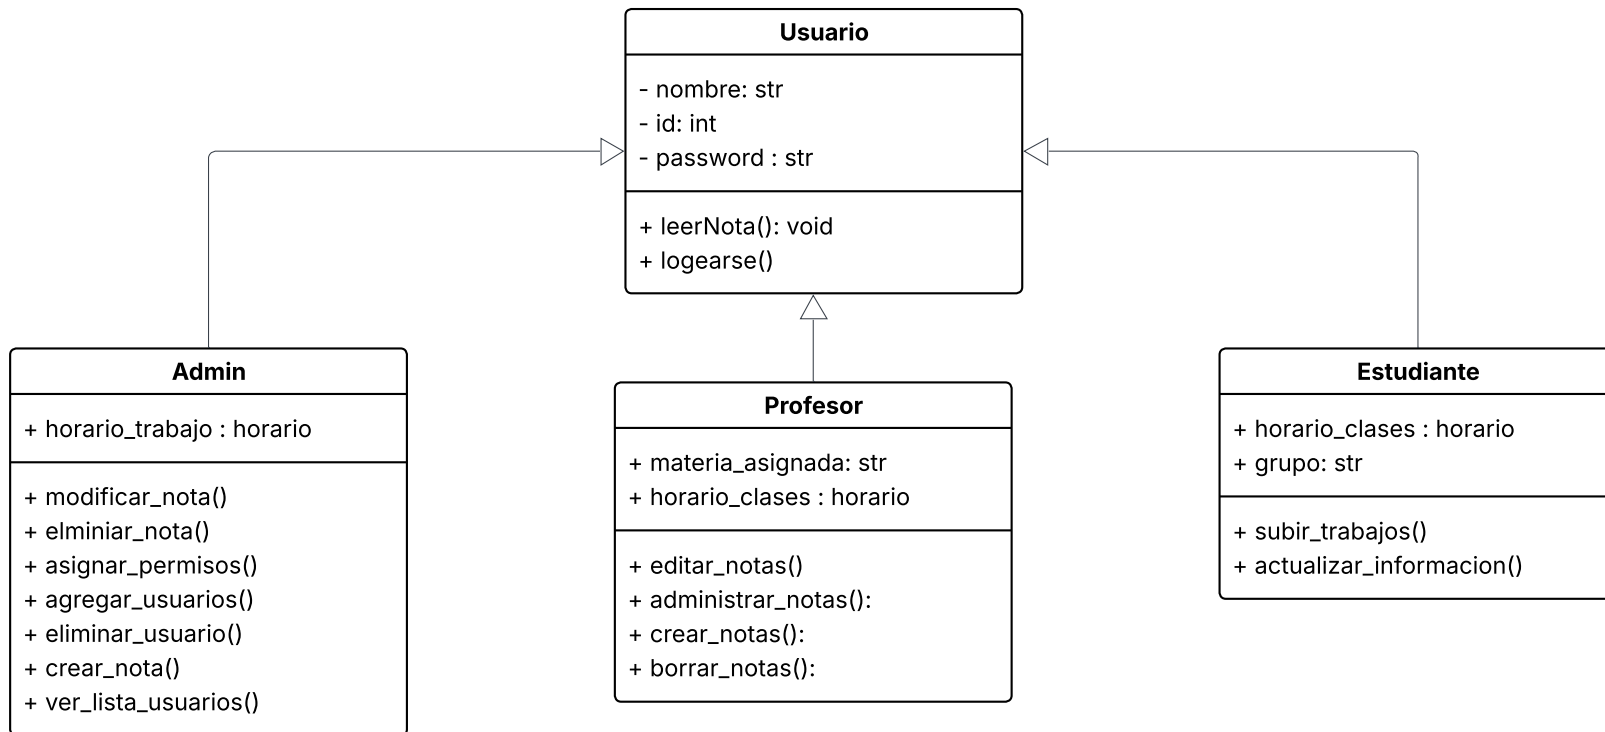 Usuario
- nombre: str
- id: int
- password : str
+ leerNota(): void
+ logearse()
Admin
+ horario_trabajo : horario
+ modificar_nota()
+ elminiar_nota()
+ asignar_permisos()
+ agregar_usuarios()
+ eliminar_usuario()
+ crear_nota()
+ ver_lista_usuarios()
Profesor
+ materia_asignada: str
+ horario_clases : horario
+ editar_notas()
+ administrar_notas():
+ crear_notas():
+ borrar_notas():
Estudiante
+ horario_clases : horario
+ grupo: str
+ subir_trabajos()
+ actualizar_informacion()